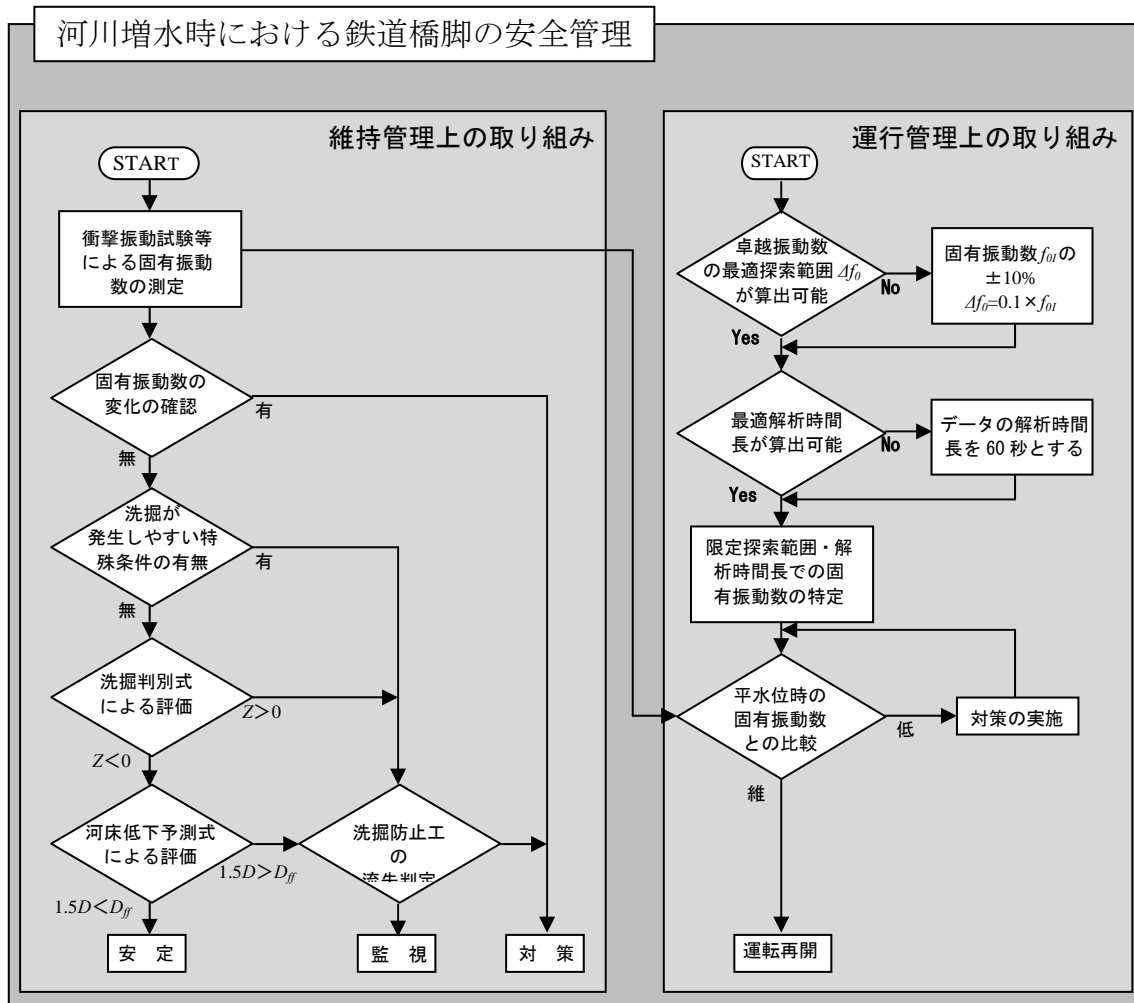 河川増水時における鉄道橋脚の安全管理
維持管理上の取り組み
START
衝撃振動試験等
による固有振動
数の測定
固有振動数の
変化の確認
有
無
洗掘が
発生しやすい特
殊条件の有無
有
無
洗掘判別式
による評価
Z＞0
Z＜0
河床低下予測式
による評価
1.5D＞Dff
1.5D＜Dff
洗掘防止工
の
流失判定
安 定
監 視
対 策
運行管理上の取り組み
START
卓越振動数
の最適探索範囲Δf0
が算出可能
No
固有振動数f0Iの
±10%
Δf0=0.1×f0I
Yes
最適解析時間
長が算出可能
No
データの解析時間
長を 60 秒とする
Yes
限定探索範囲・解
析時間長での固
有振動数の特定
平水位時の
固有振動数
との比較
低
対策の実施
維
運転再開